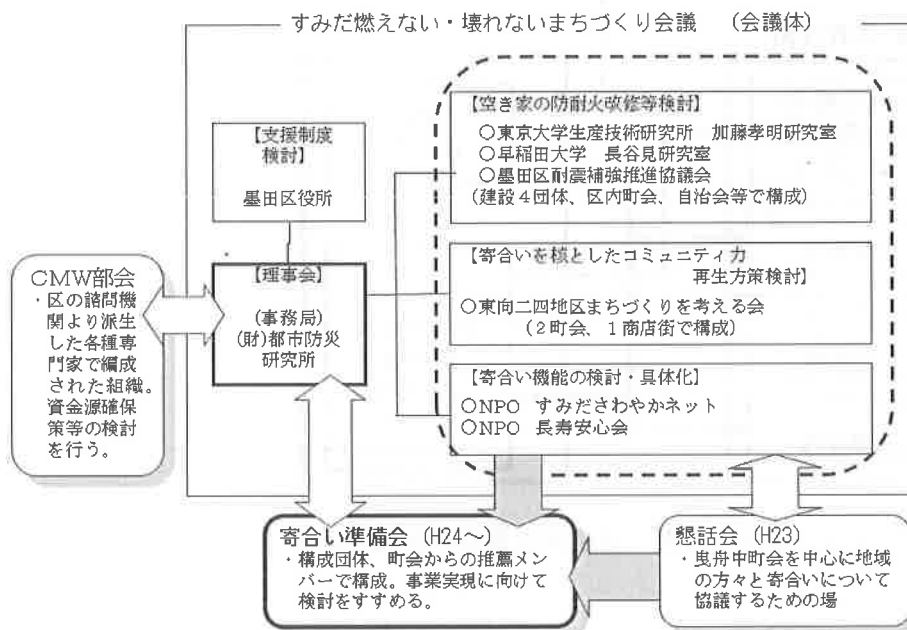 すみだ燃えない・壊れないまちづくり会議　（会議体）
【支援制度
検討】
墨田区役所
【空き家の防耐火改修等検討】
○東京大学生産技術研究所　加藤孝明研究室
○早稲田大学　長谷見研究室
○墨田区耐震補強推進協議会
(建設４団体、区内町会、自治会等で構成)
【理事会】
(事務局)
(財)都市防災
研究所
【寄合いを核としたコミュニティ力
再生方策検討】
○東向二四地区まちづくりを考える会
（２町会、１商店街で構成）
【寄合い機能の検討・具体化】
○NPO　すみださわやかネット
○NPO　長寿安心会
CMW部会
・区の諮問機
関より派生
した各種専
門家で編成
された組織。
資金源確保
策等の検討
を行う。
寄合い準備会 (H24～)
・構成団体、町会からの推薦メン
バーで構成。事業実現に向けて
検討をすすめる。
懇話会 (H23)
・曳舟中町会を中心に地域
の方々と寄合いについて
協議するための場